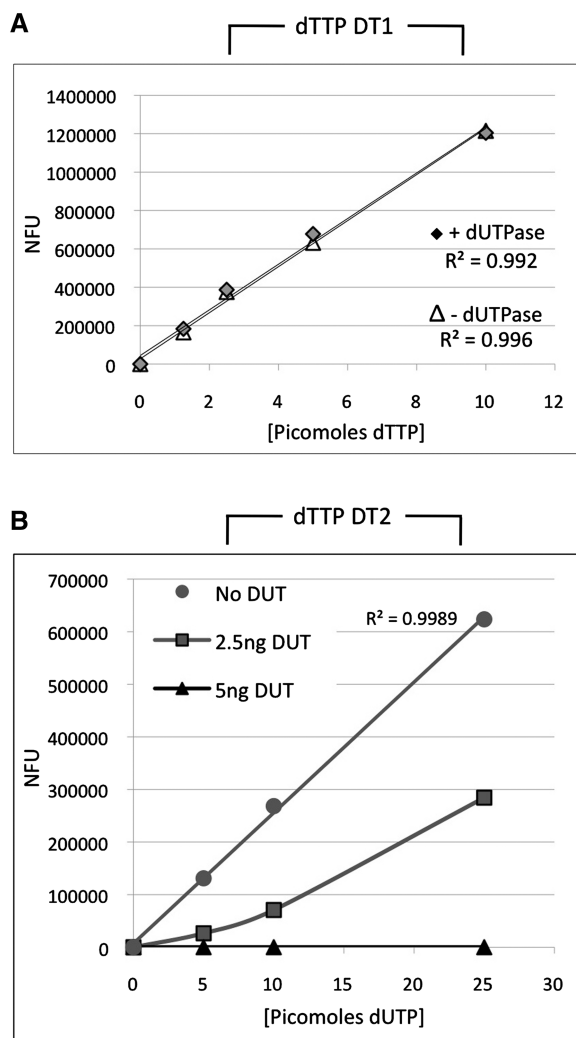 A
dTTP DT1
1400000
1200000
1000000
800000
600000
400000
200000
0
NFU
◆ + dUTPase
R² = 0.992
Δ - dUTPase
R² = 0.996
0 2 4 6 8 10 12
[Picomoles dTTP]
B
dTTP DT2
700000
600000
500000
400000
300000
200000
100000
0
NFU
No DUT
2.5ng DUT
5ng DUT
R² = 0.9989
0 5 10 15 20 25 30
[Picomoles dUTP]